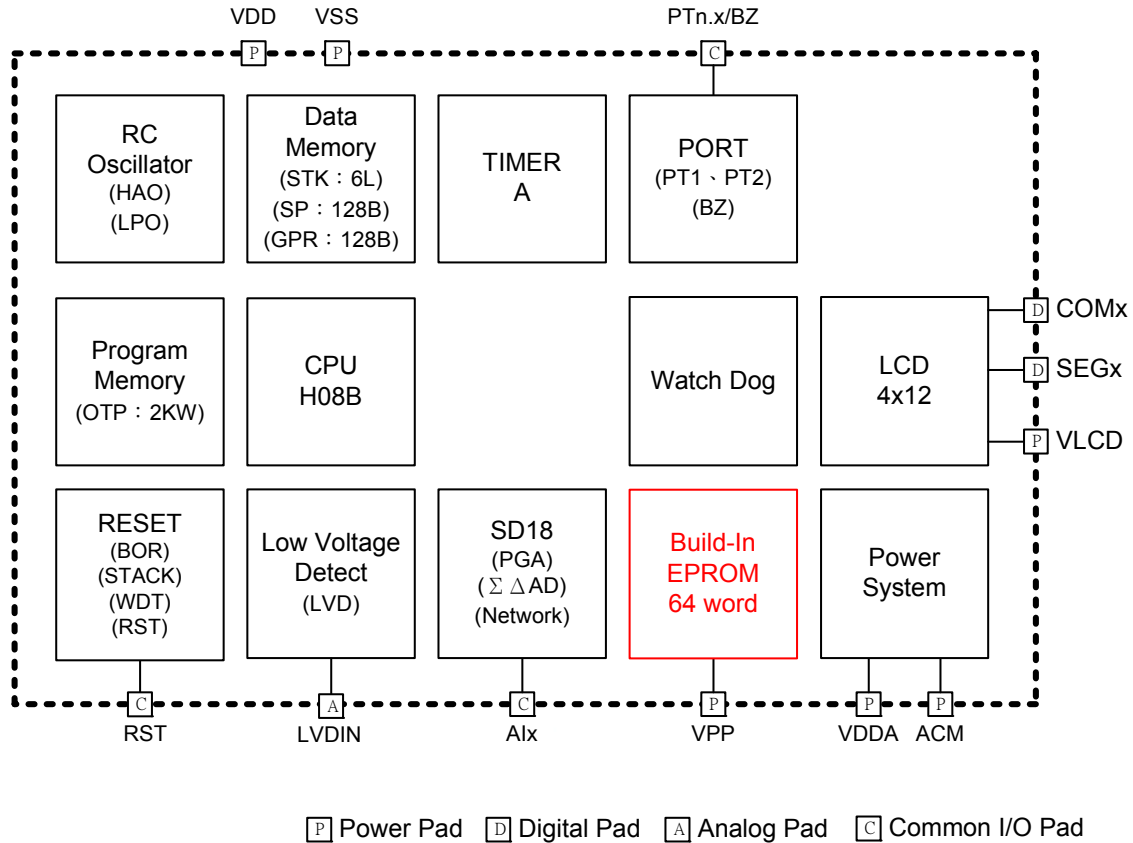 VDD
VSS
PTn.x/BZ
P
P
C
RC
Oscillator
(HAO)
(LPO)
Data
Memory
(STK：6L)
(SP：128B)
(GPR：128B)
TIMER
A
PORT
(PT1、PT2)
(BZ)
Program
Memory
(OTP：2KW)
CPU
H08B
Watch Dog
LCD
4x12
D COMx
D SEGx
P VLCD
RESET
(BOR)
(STACK)
(WDT)
(RST)
Low Voltage
Detect
(LVD)
SD18
(PGA)
(ΣΔAD)
(Network)
Build-In
EPROM
64 word
Power
System
C
A
C
P
P
P
RST
LVDIN
AIx
VPP
VDDA
ACM
P Power Pad
D Digital Pad
A Analog Pad
C Common I/O Pad